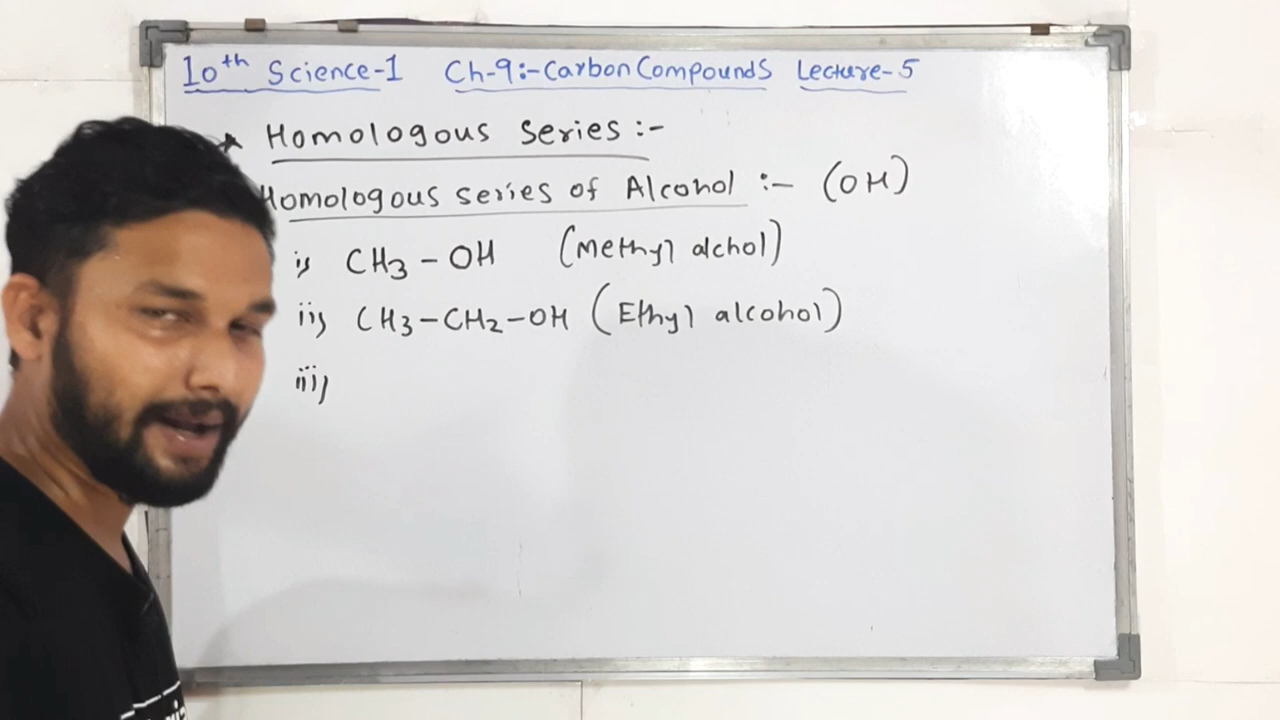 10th Science-1 Ch-9:-Carbon Compounds Lecture-5
* Homologous Series:-
Homologous series of Alcohol :- (OH)
i) CH3-OH (Methyl alchol)
ii) CH3-CH2-OH (Ethyl alcohol)
iii)